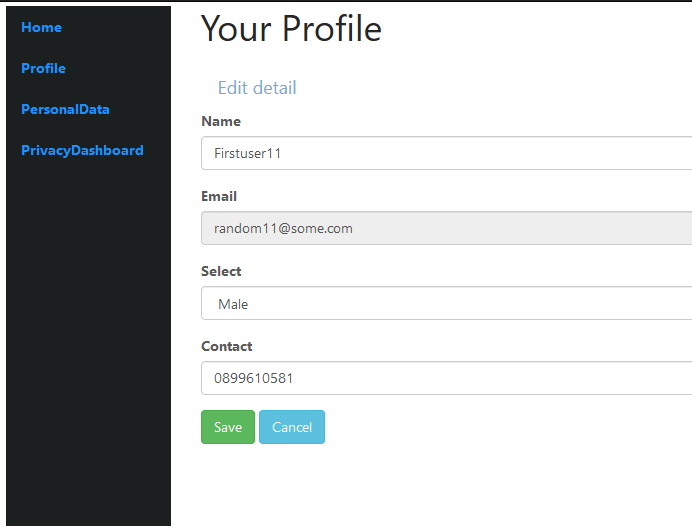 Home
Profile
PersonalData
PrivacyDashboard
Your Profile
Edit detail
Name
Firstuser11
Email
random11@some.com
Select
Male
Contact
0899610581
Save Cancel